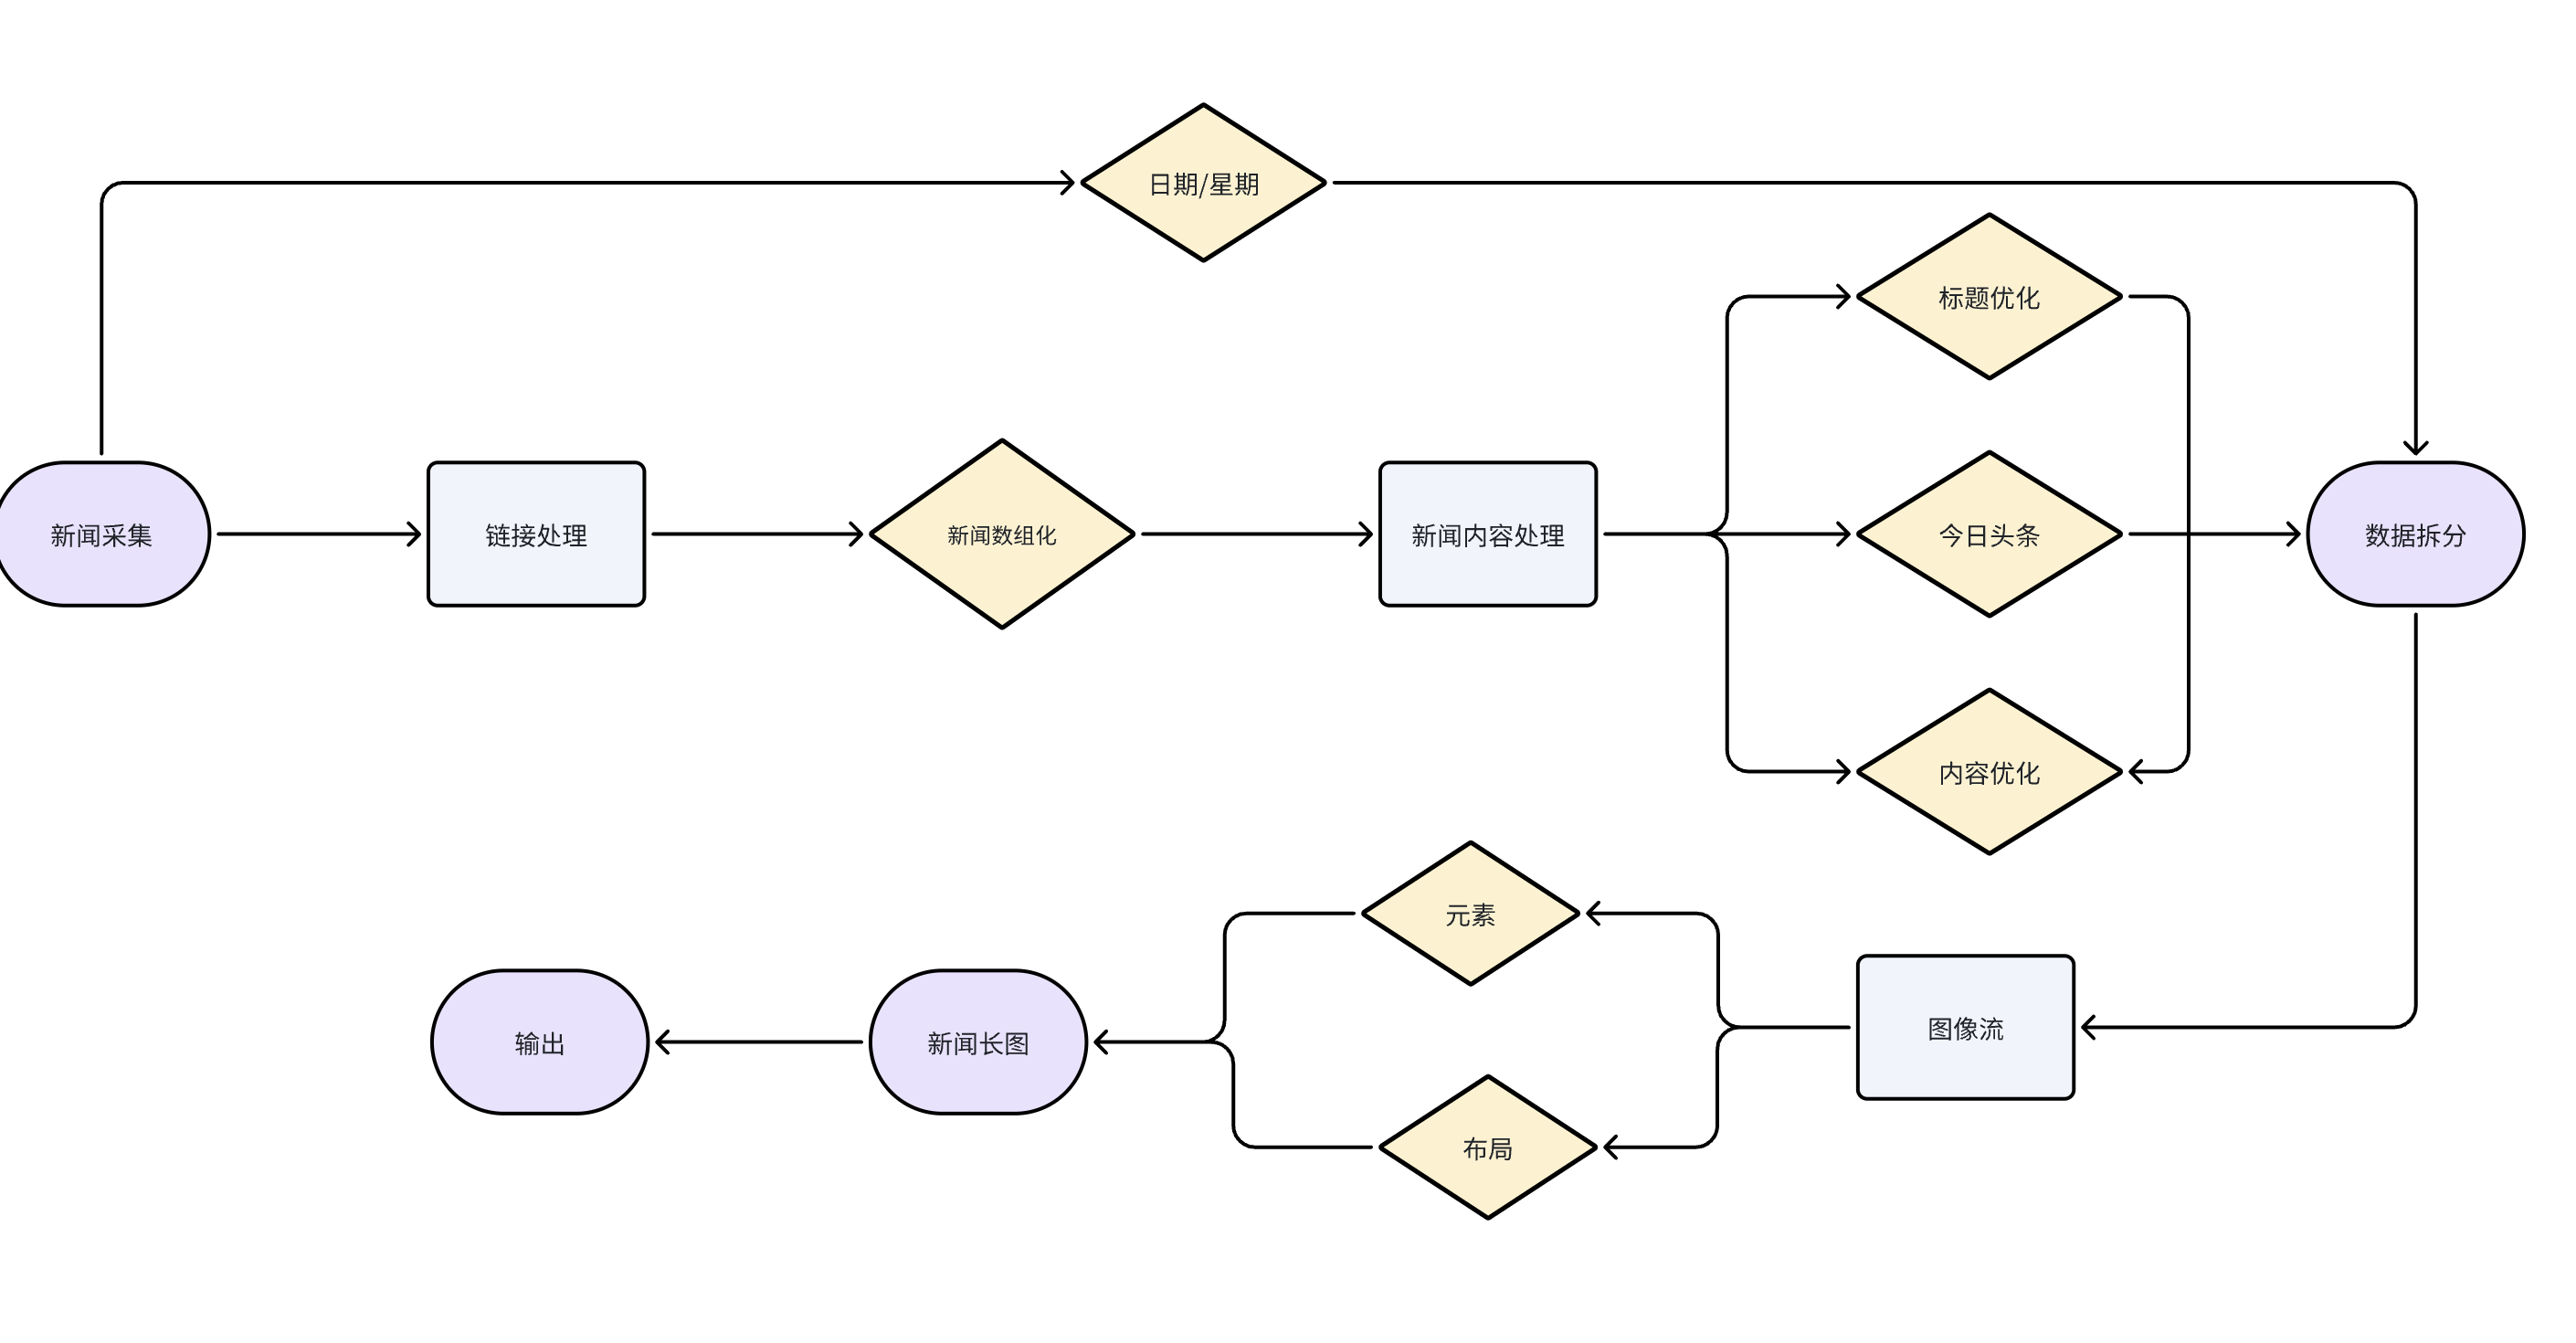 日期/星期
标题优化
新闻采集
链接处理
新闻数组化
新闻内容处理
今日头条
数据拆分
内容优化
元素
图像流
输出
新闻长图
布局